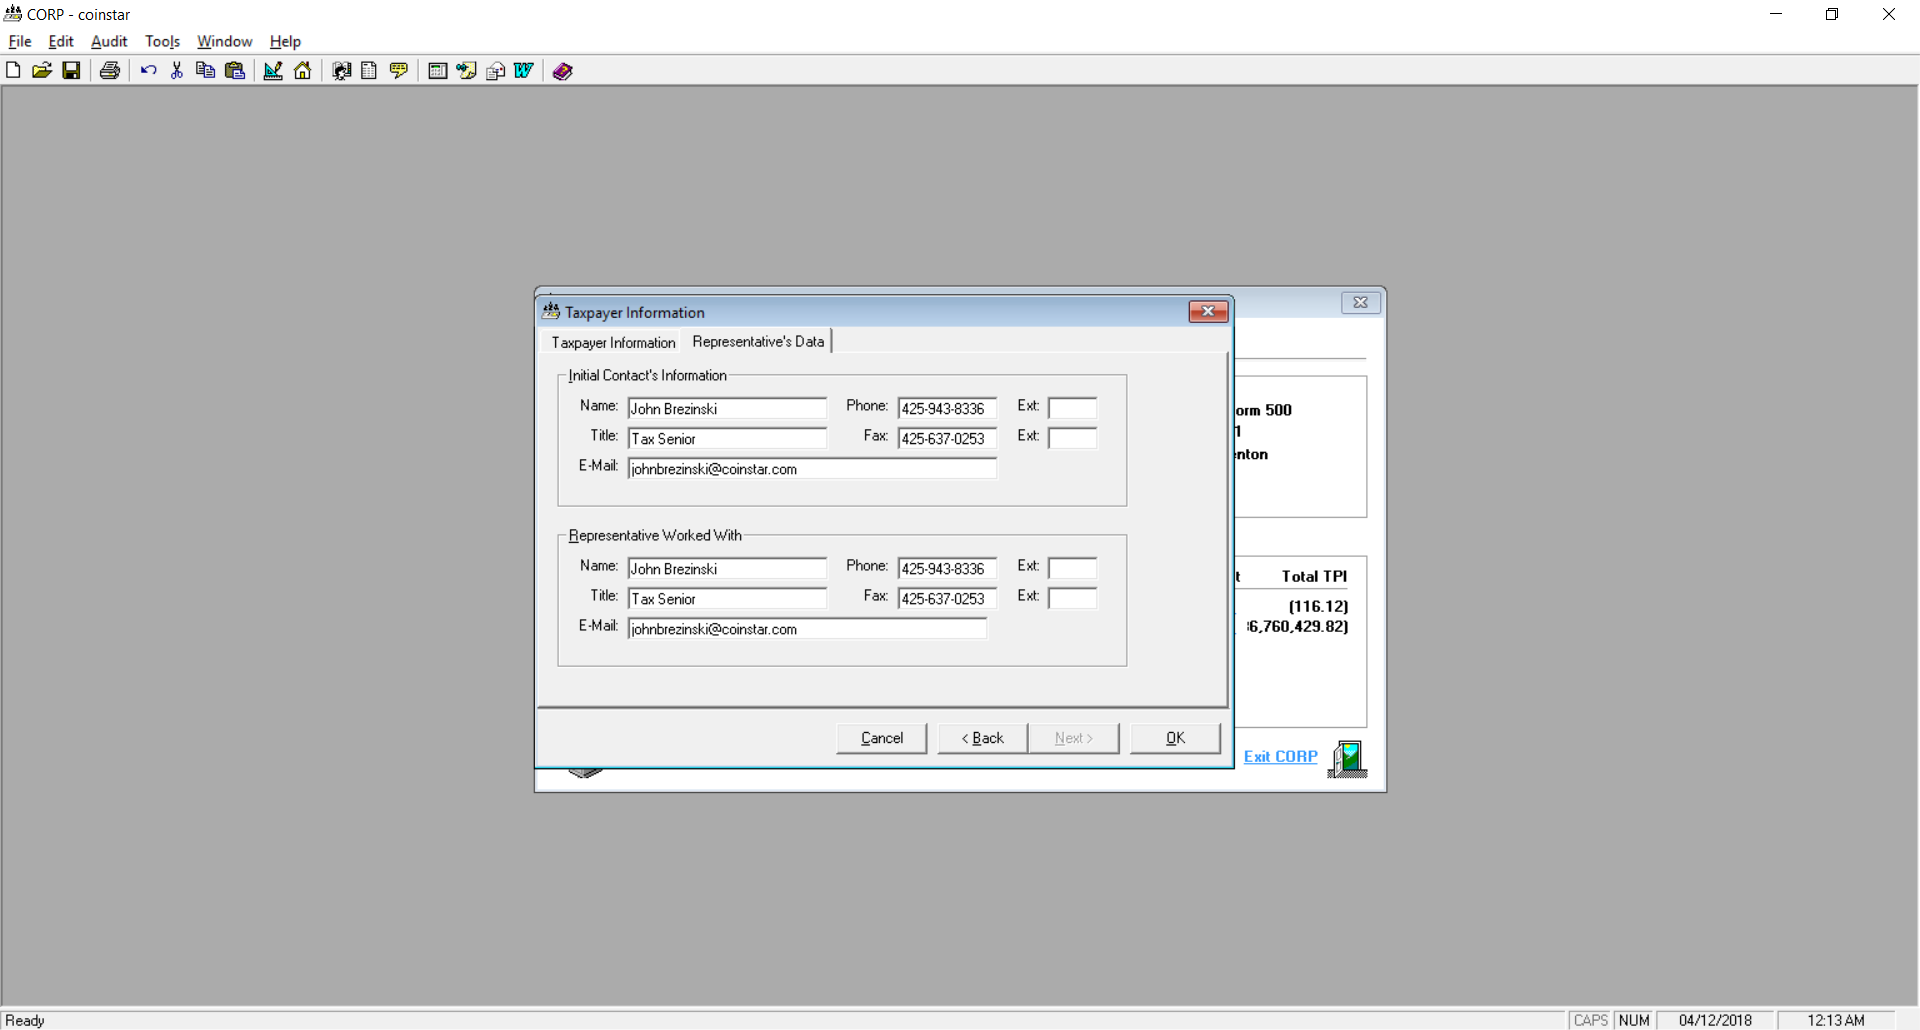 CORP - coinstar
File Edit Audit Tools Window Help
Taxpayer Information
Taxpayer Information Representative's Data
Initial Contact's Information
Name: John Brezinski Phone: 425-943-8336 Ext:
Title: Tax Senior Fax: 425-637-0253 Ext:
E-Mail: johnbrezinski@coinstar.com
Representative Worked With
Name: John Brezinski Phone: 425-943-8336 Ext:
Title: Tax Senior Fax: 425-637-0253 Ext:
E-Mail: johnbrezinski@coinstar.com
Cancel < Back Next > OK
orm 500
1
enton
t Total TPI
(116.12)
6,760,429.82)
Exit CORP
Ready CAPS NUM 04/12/2018 12:13 AM